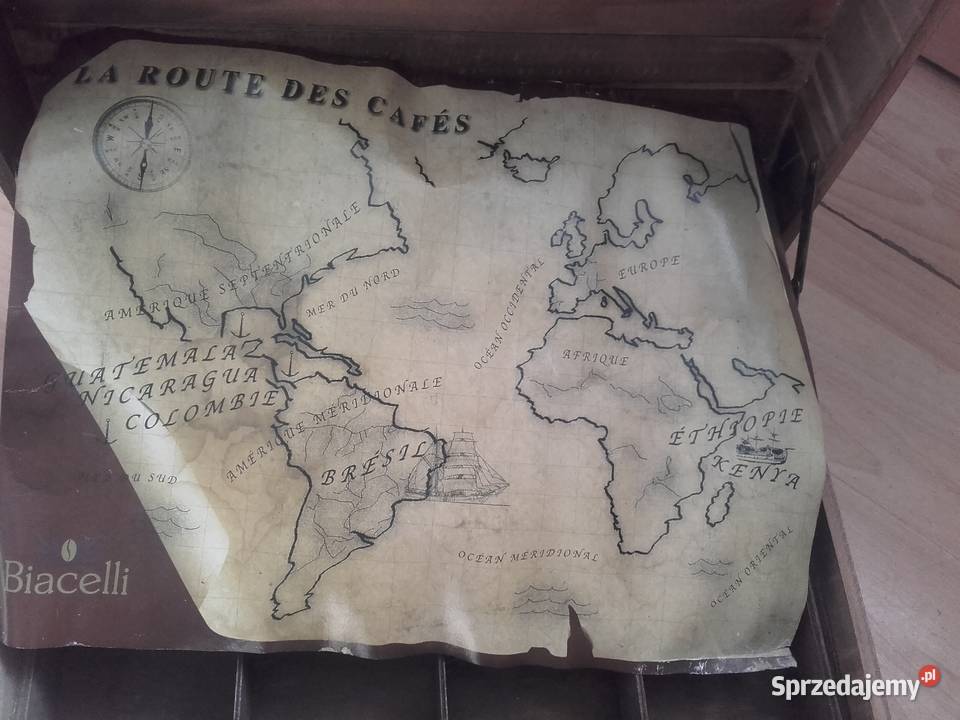 LA ROUTE DES CAFÉS
AMÉRIQUE SEPTENTRIONALE
MER DU NORD
OCÉAN OCCIDENTAL
EUROPE
AFRIQUE
GUATEMALA
NICARAGUA
COLOMBIE
AMÉRIQUE MÉRIDIONALE
BRÉSIL
ÉTHIOPIE
KENYA
DU SUD
OCÉAN MERIDIONAL
OCÉAN ORIENTAL
Biacelli
Sprzedajemy.pl